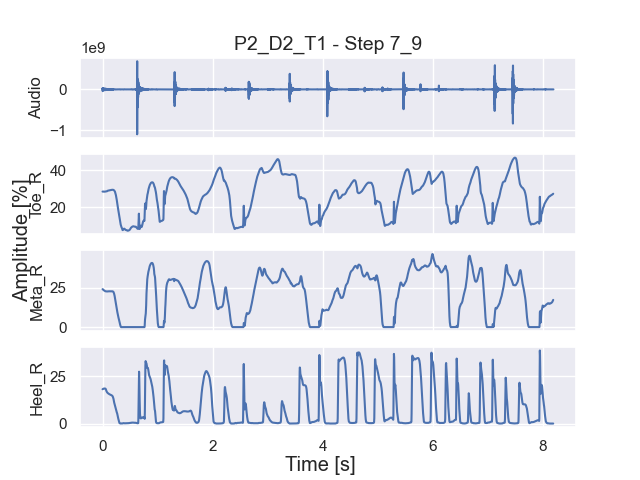 P2_D2_T1 - Step 7_9
1e9
Audio
0
−1
Amplitude [%]
Toe_R
40
20
Meta_R
25
0
Heel_R
25
0
0 2 4 6 8
Time [s]